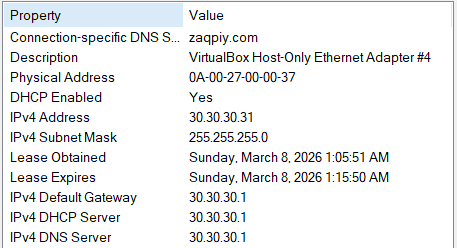 Property Value
Connection-specific DNS S... zaqpiy.com
Description VirtualBox Host-Only Ethernet Adapter #4
Physical Address 0A-00-27-00-00-37
DHCP Enabled Yes
IPv4 Address 30.30.30.31
IPv4 Subnet Mask 255.255.255.0
Lease Obtained Sunday, March 8, 2026 1:05:51 AM
Lease Expires Sunday, March 8, 2026 1:15:50 AM
IPv4 Default Gateway 30.30.30.1
IPv4 DHCP Server 30.30.30.1
IPv4 DNS Server 30.30.30.1